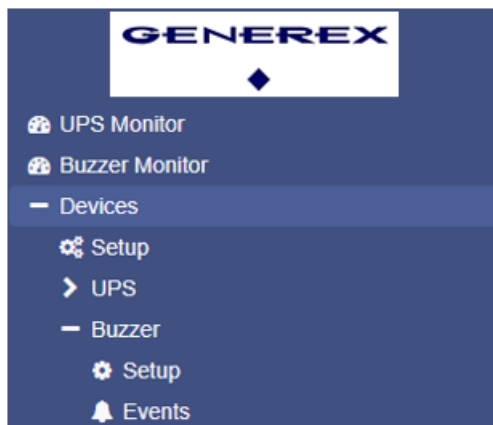 GENEREX
UPS Monitor
Buzzer Monitor
Devices
Setup
UPS
Buzzer
Setup
Events